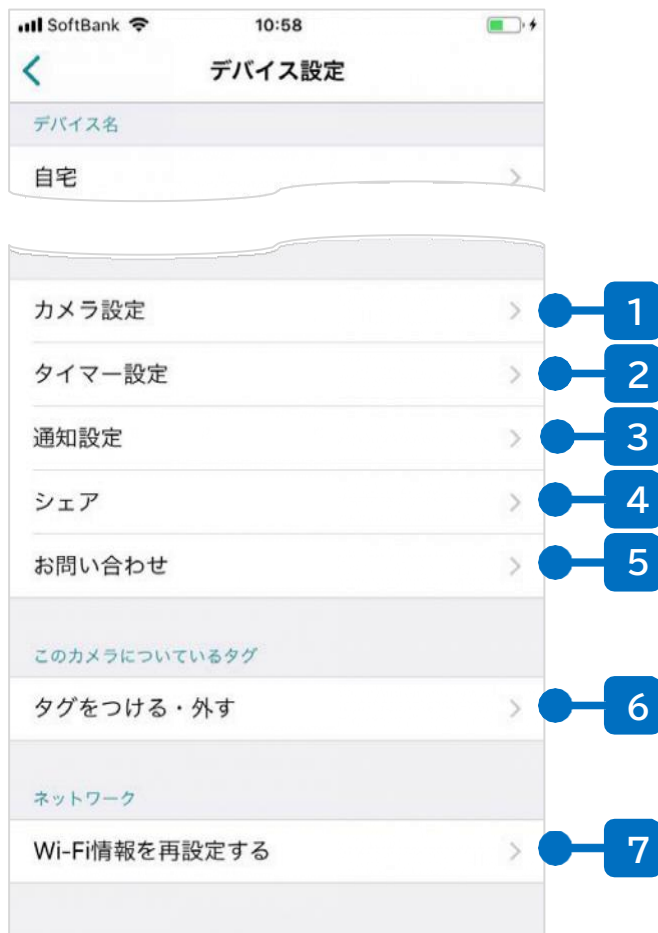 SoftBank 10:58
デバイス設定
デバイス名
自宅
カメラ設定
1
タイマー設定
2
通知設定
3
シェア
4
お問い合わせ
5
このカメラについているタグ
タグをつける・外す
6
ネットワーク
Wi-Fi情報を再設定する
7